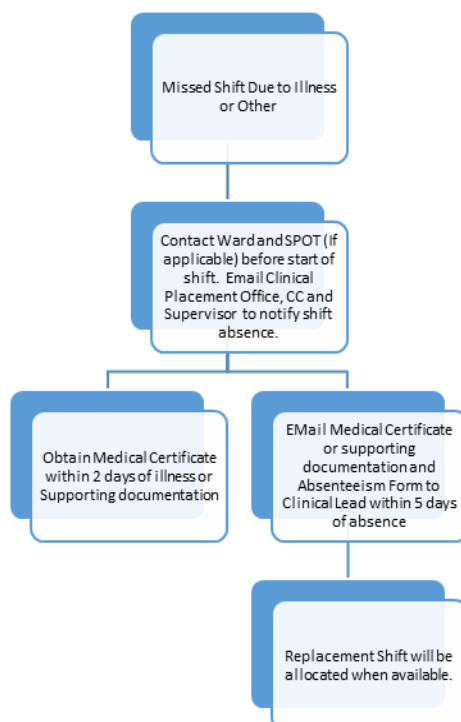 Missed Shift Due to Illness
or Other
Contact Ward and SPOT (If
applicable) before start of
shift. Email Clinical
Placement Office, CC and
Supervisor to notify shift
absence.
Obtain Medical Certificate
within 2 days of illness or
Supporting documentation
EMail Medical Certificate
or supporting
documentation and
Absenteeism Form to
Clinical Lead within 5 days
of absence
Replacement Shift will be
allocated when available.